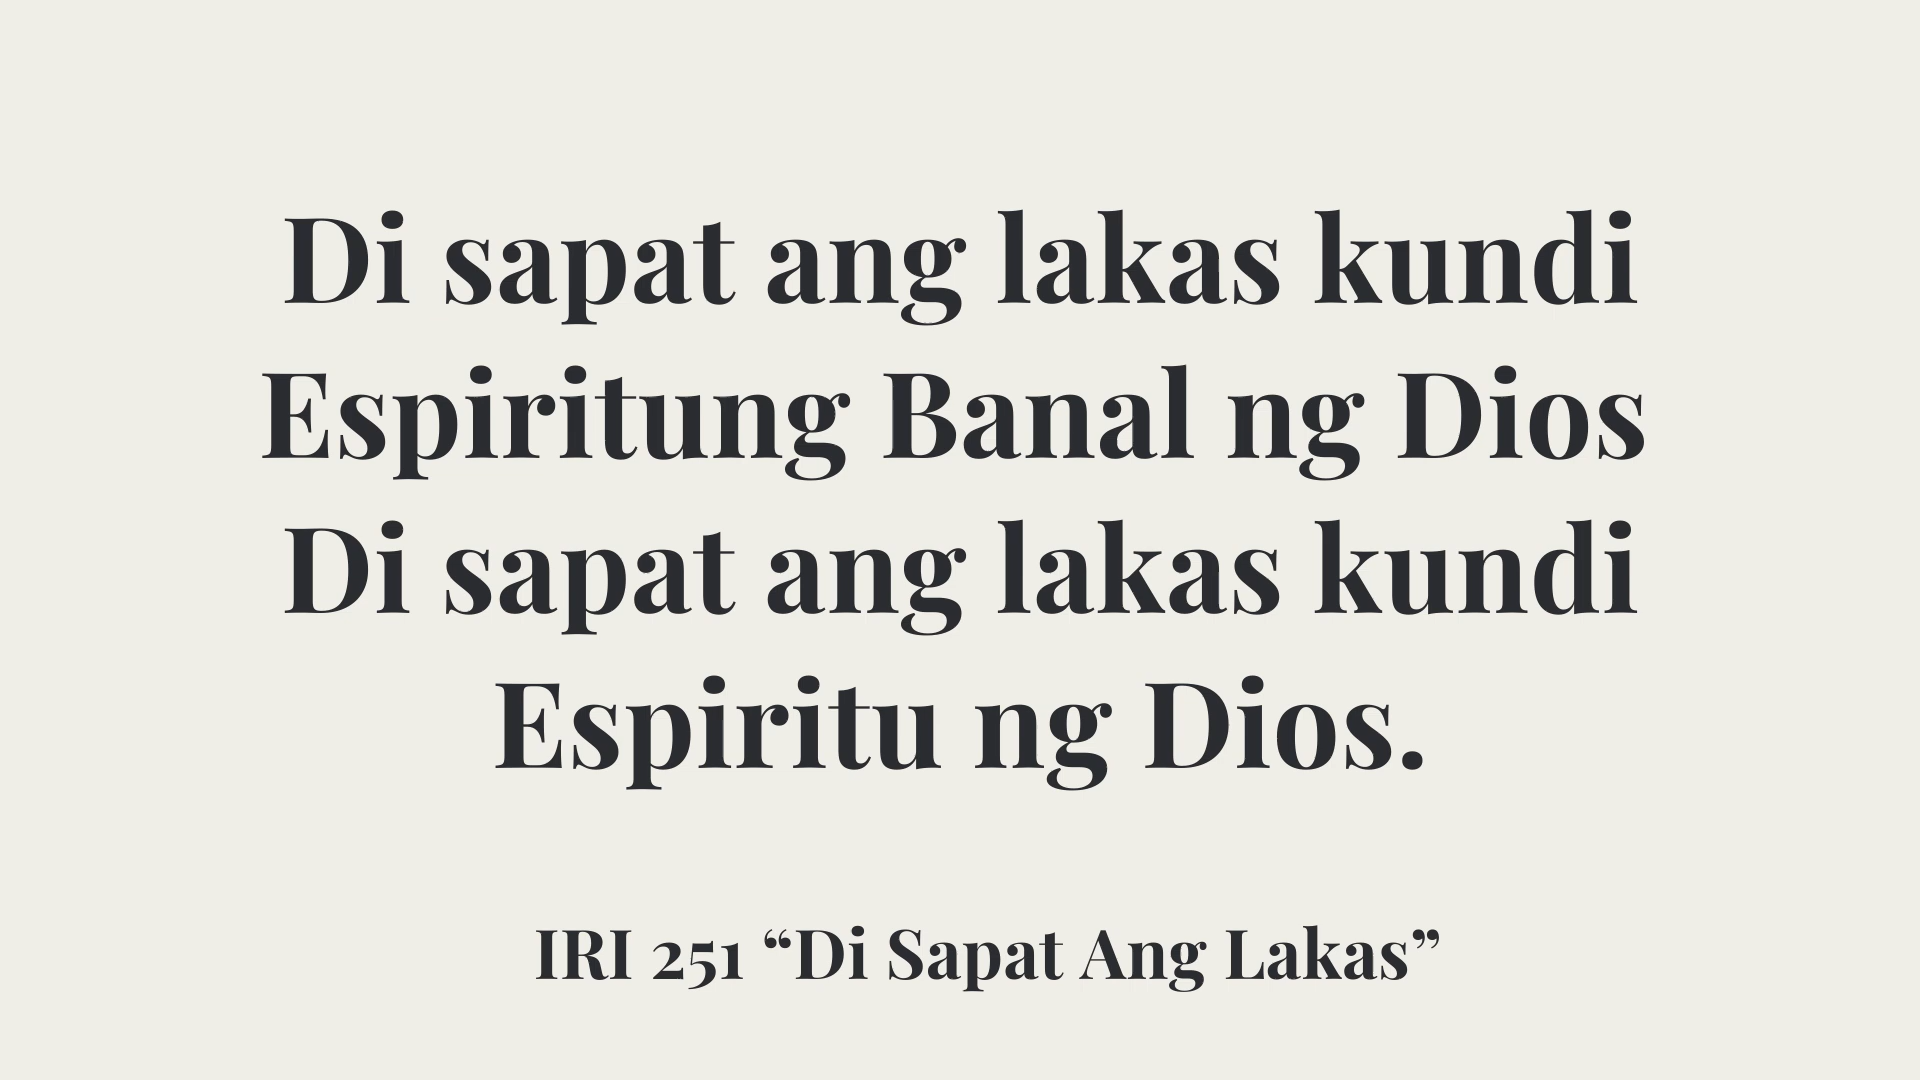 Di sapat ang lakas kundi
Espiritung Banal ng Dios
Di sapat ang lakas kundi
Espiritu ng Dios.
IRI 251 “Di Sapat Ang Lakas”